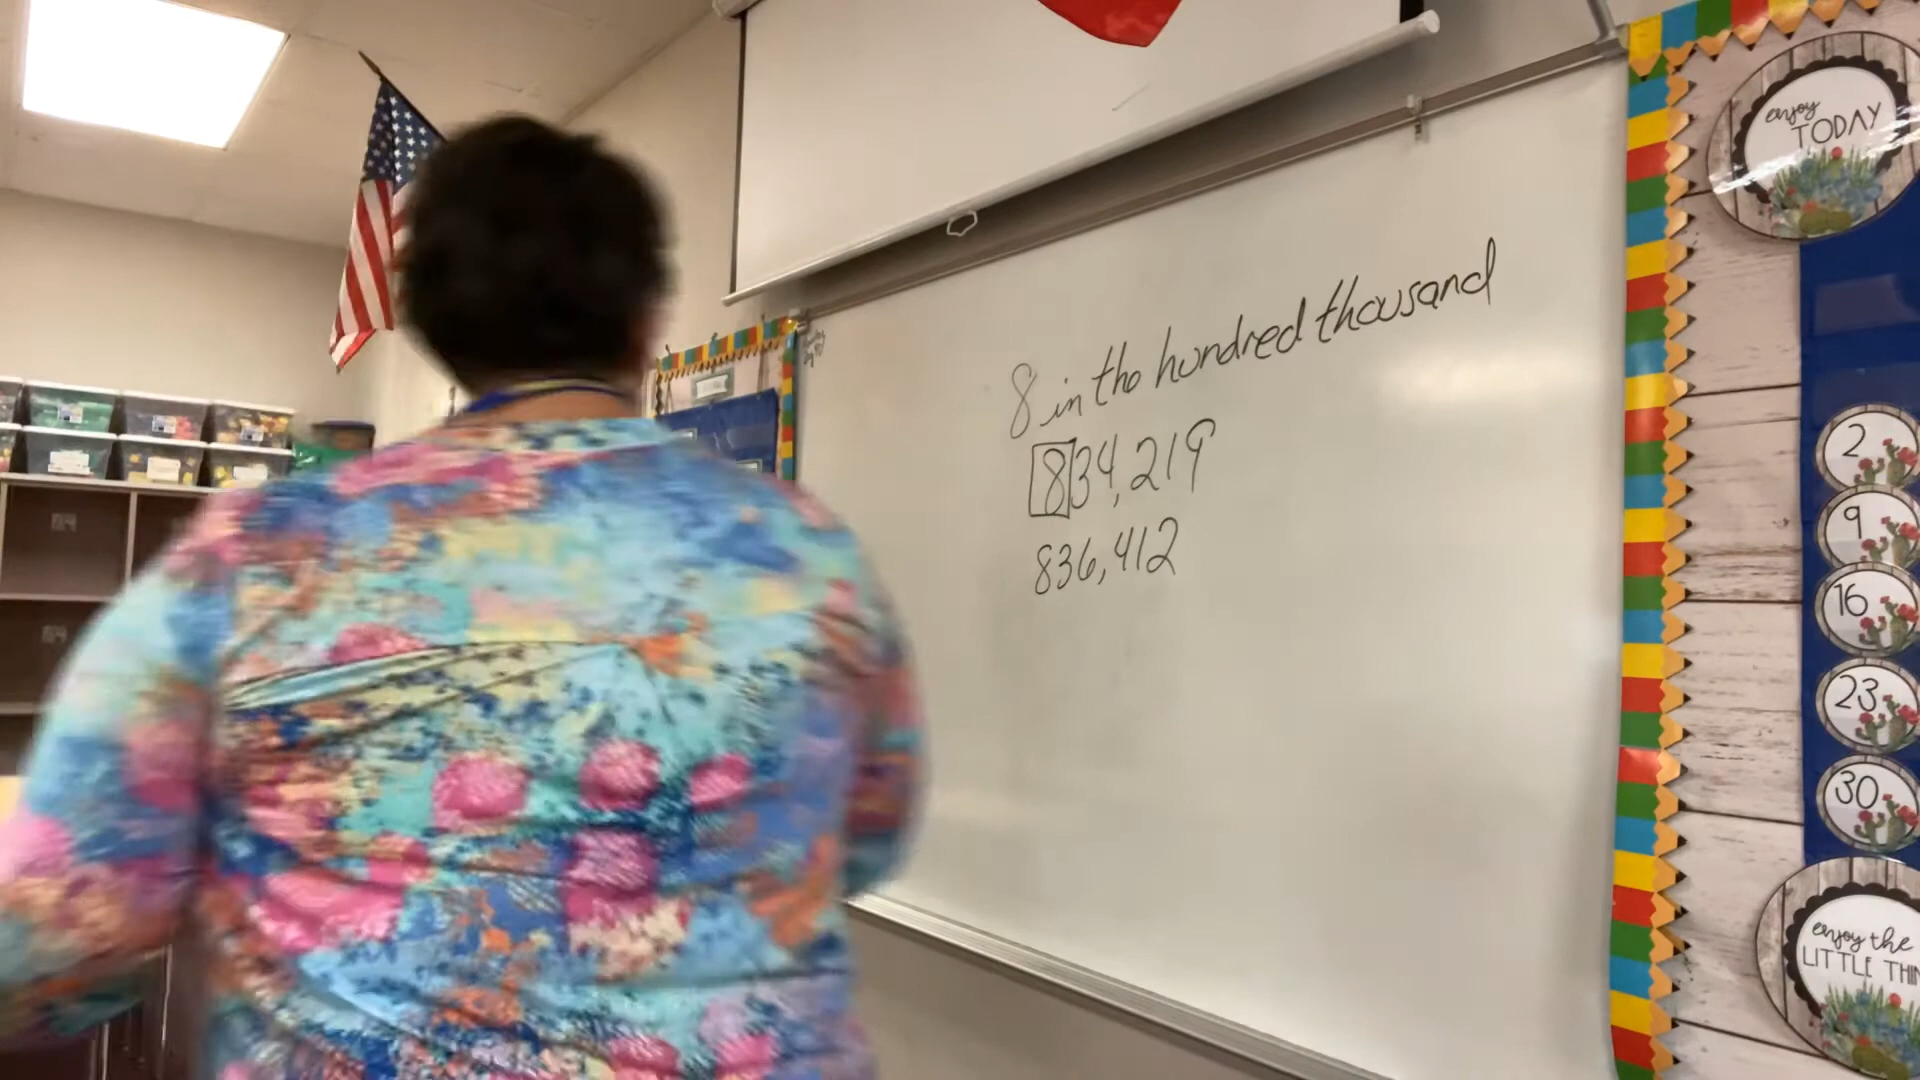 8 in the hundred thousand
834,219
836,412
enjoy
TODAY
2
9
16
23
30
enjoy the
LITTLE THIN